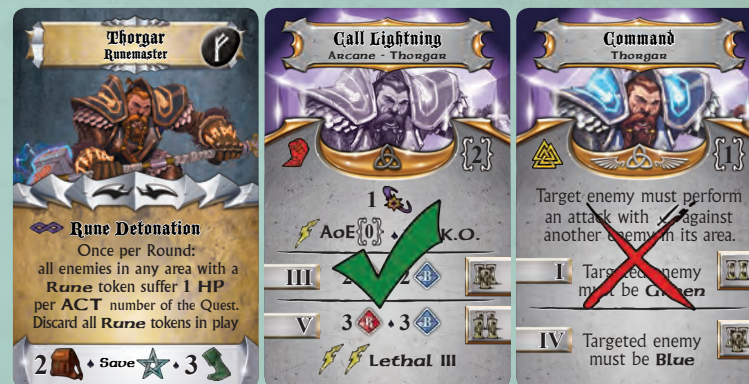 Thorgar
Runemaster
Rune Detonation
Once per Round:
all enemies in any area with a
Rune token suffer 1 HP
per ACT number of the Quest.
Discard all Rune tokens in play
2 Save 3
Call Lightning
Arcane - Thorgar
{2}
1
AoE {0} K.O.
III 2
V 3 3
Lethal III
Command
Thorgar
{1}
Target enemy must perform
an attack with against
another enemy in its area.
I Targeted enemy
must be Green
IV Targeted enemy
must be Blue